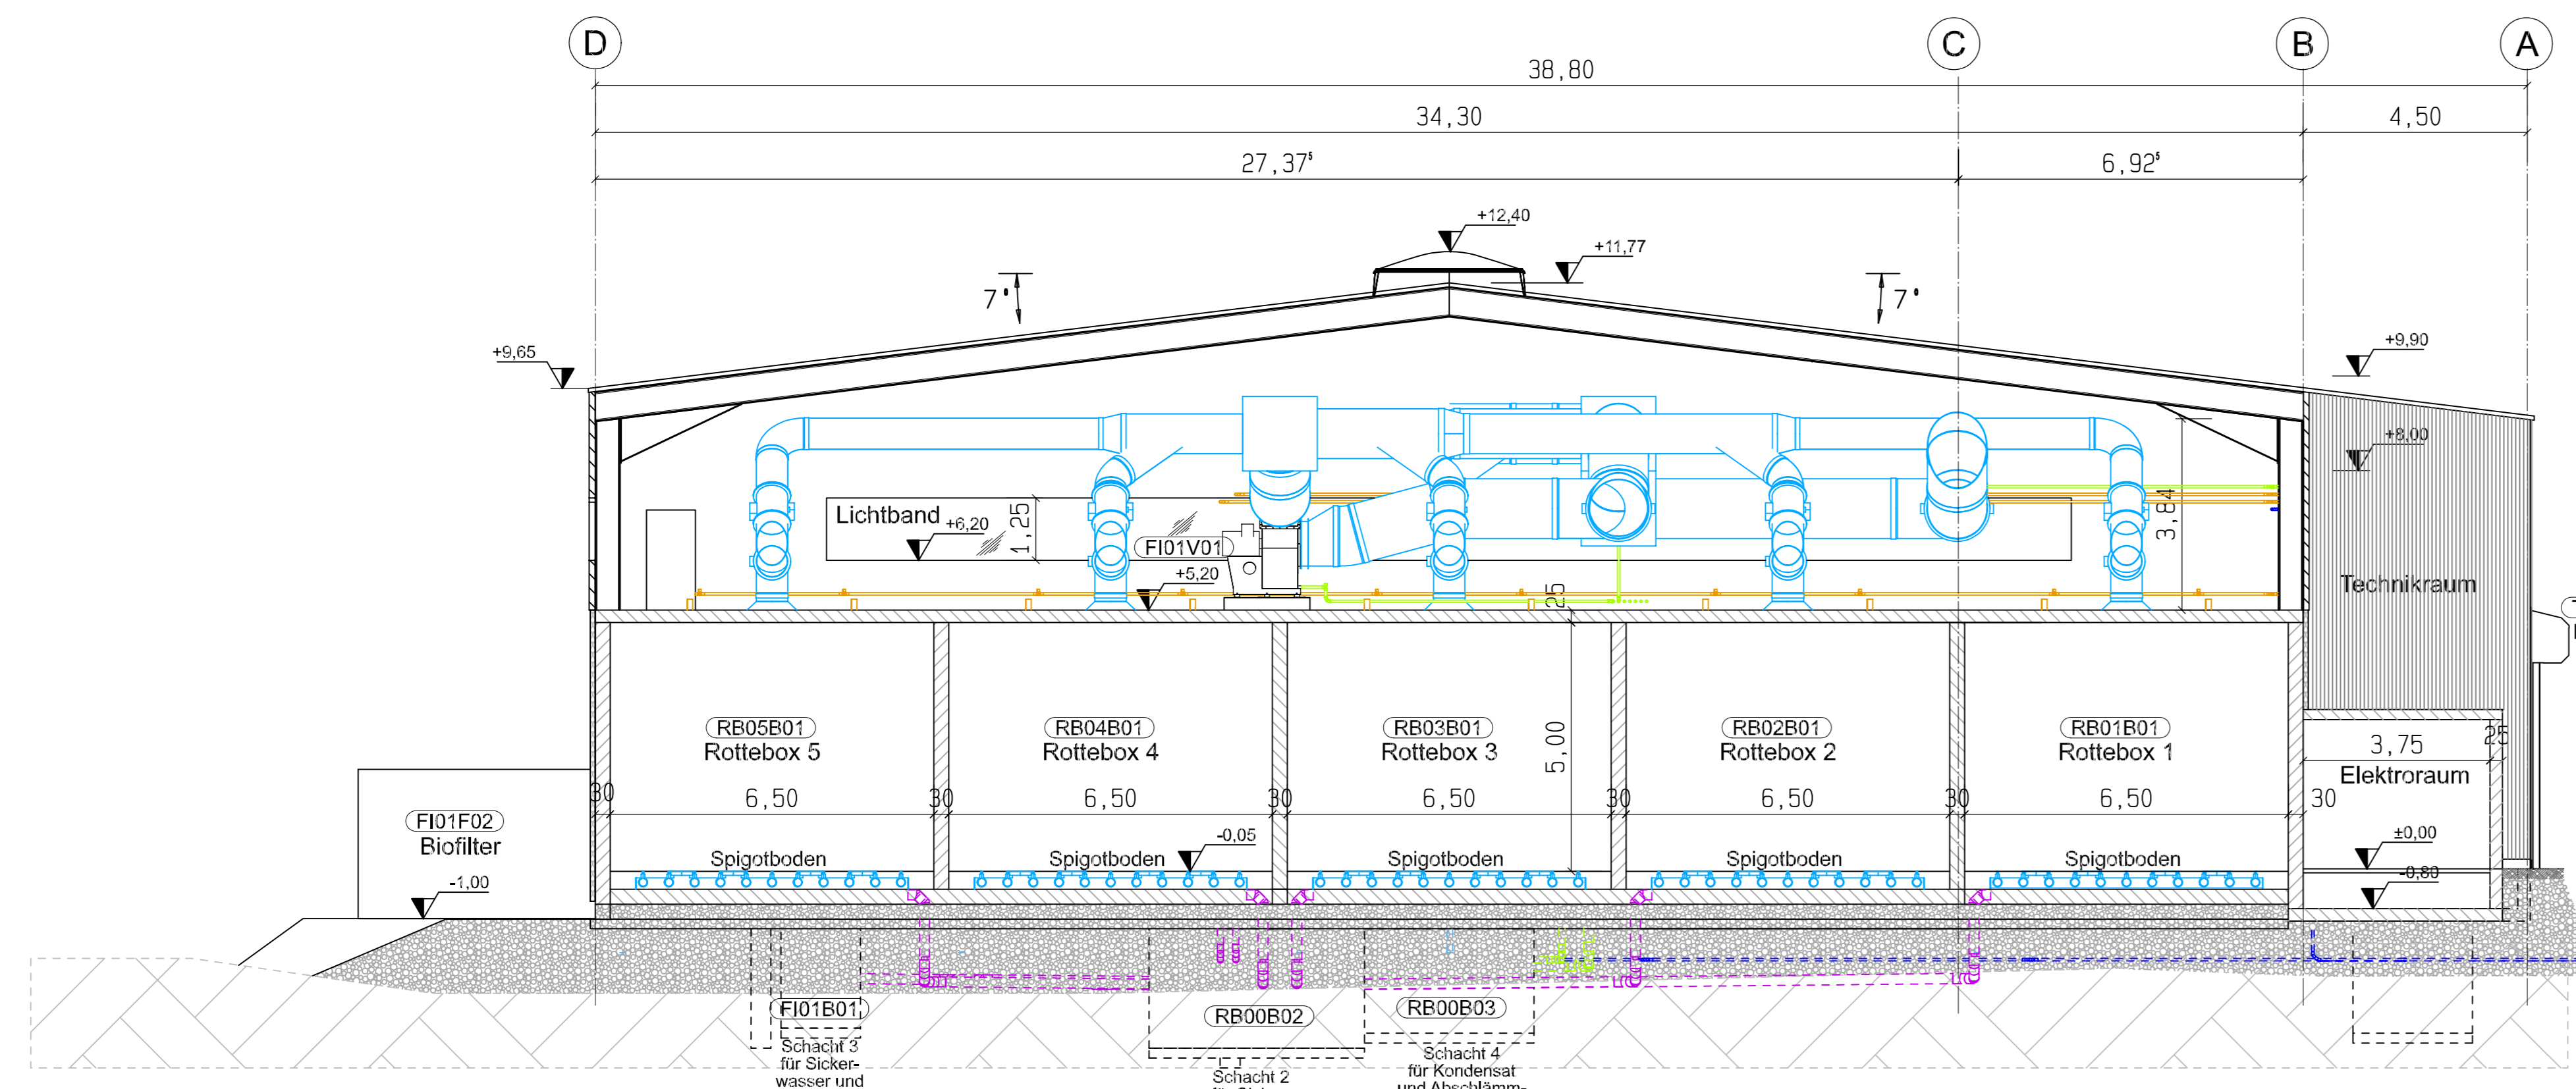 D
C
B
A
38,80
34,30
4,50
27,37⁵
6,92⁵
+12,40
+11,77
7°
7°
+9,65
+9,90
+8,00
Lichtband
+6,20
1,25
FI01V01
3,84
+5,20
25
Technikraum
RB05B01
Rottebox 5
RB04B01
Rottebox 4
RB03B01
Rottebox 3
RB02B01
Rottebox 2
RB01B01
Rottebox 1
5,00
3,75
25
Elektroraum
30
6,50
30
6,50
30
6,50
30
6,50
30
6,50
30
FI01F02
Biofilter
-1,00
-0,05
±0,00
-0,80
Spigotboden
Spigotboden
Spigotboden
Spigotboden
Spigotboden
FI01B01
Schacht 3
für Sicker-
wasser und
RB00B02
Schacht 2
RB00B03
Schacht 4
für Kondensat
und Abschlämm-